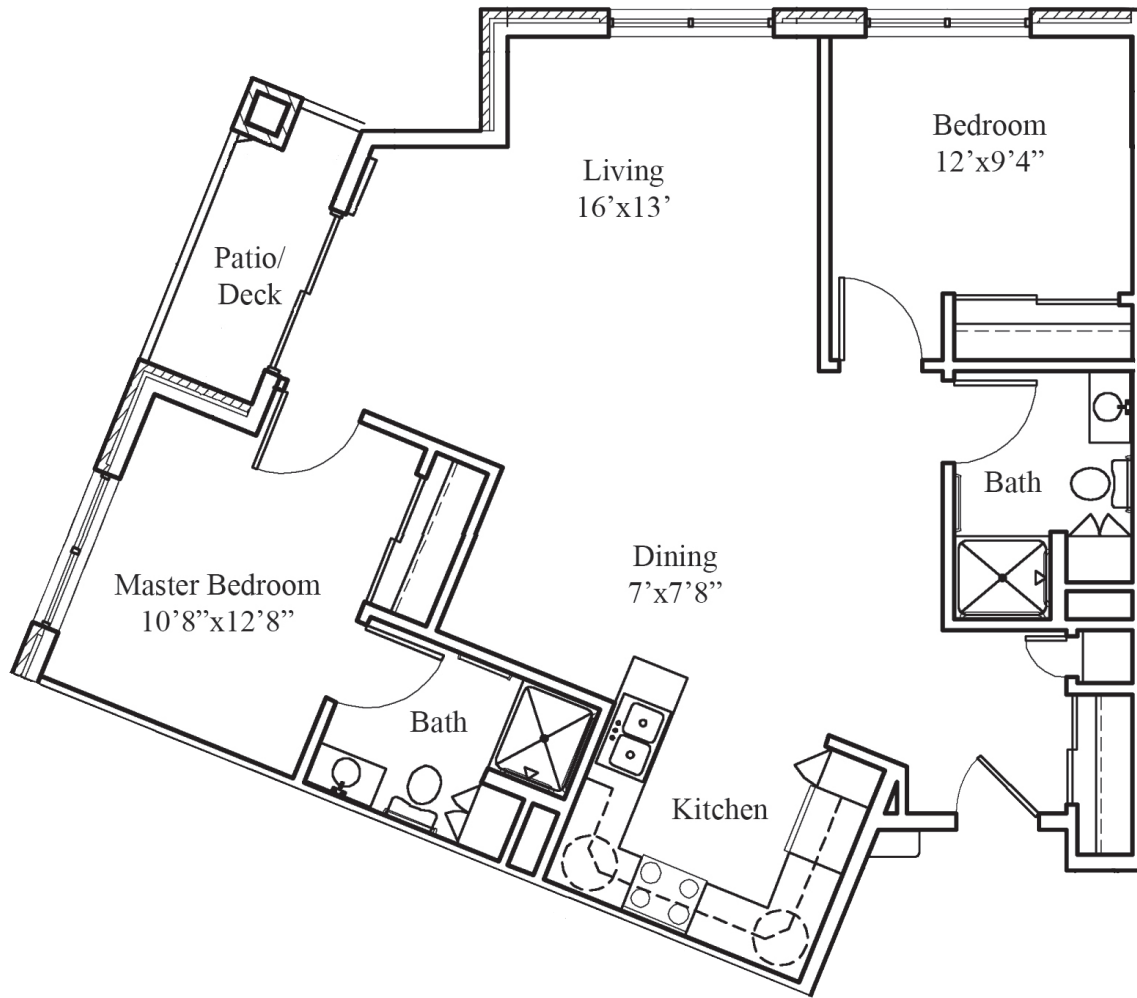 Bedroom
12’x9’4”
Living
16’x13’
Patio/
Deck
Bath
Dining
7’x7’8”
Master Bedroom
10’8”x12’8”
Bath
Kitchen